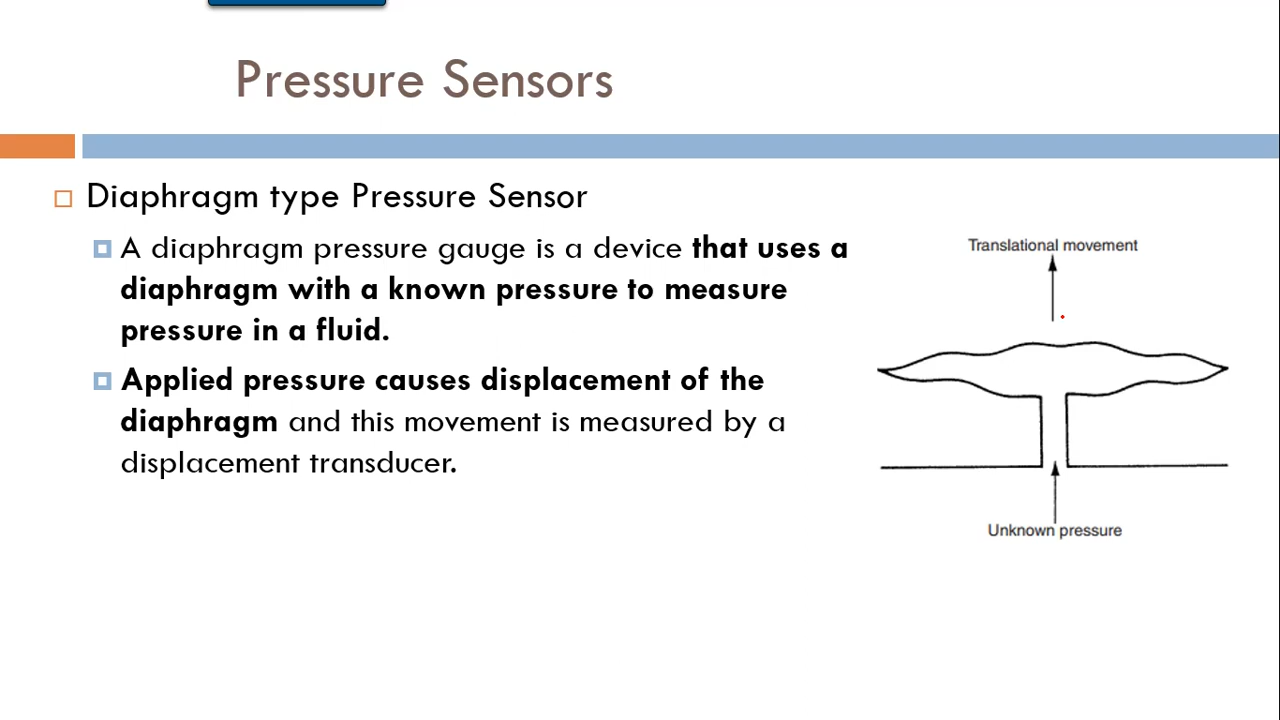 Pressure Sensors
Diaphragm type Pressure Sensor
A diaphragm pressure gauge is a device that uses a
diaphragm with a known pressure to measure
pressure in a fluid.
Applied pressure causes displacement of the
diaphragm and this movement is measured by a
displacement transducer.
Translational movement
Unknown pressure